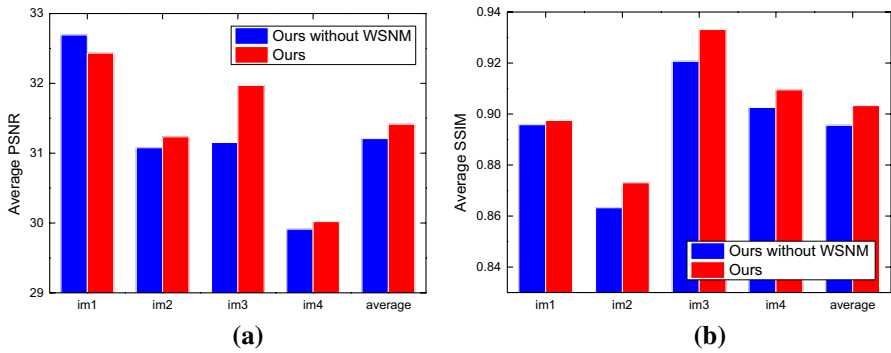 33
32
31
30
29
Average PSNR
Ours without WSNM
Ours
im1 im2 im3 im4 average
(a)
0.94
0.92
0.90
0.88
0.86
0.84
Average SSIM
Ours without WSNM
Ours
im1 im2 im3 im4 average
(b)